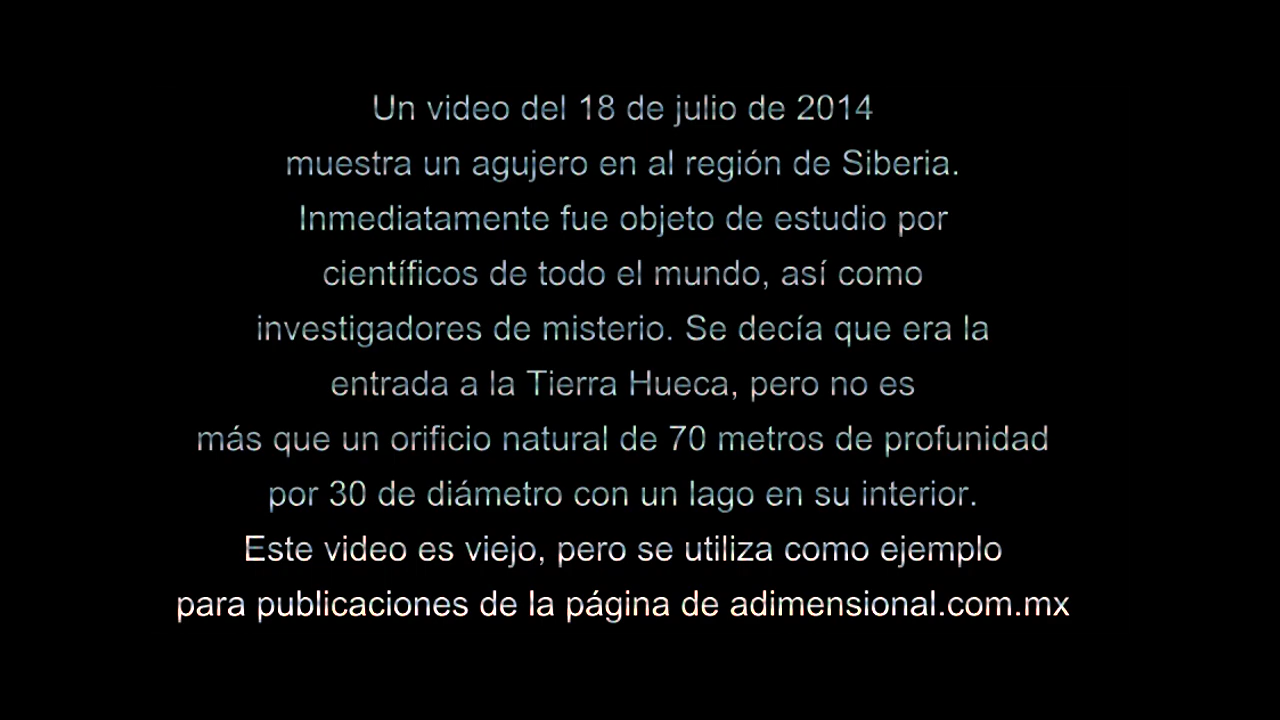 Un video del 18 de julio de 2014
muestra un agujero en al región de Siberia.
Inmediatamente fue objeto de estudio por
científicos de todo el mundo, así como
investigadores de misterio. Se decía que era la
entrada a la Tierra Hueca, pero no es
más que un orificio natural de 70 metros de profunidad
por 30 de diámetro con un lago en su interior.
Este video es viejo, pero se utiliza como ejemplo
para publicaciones de la página de adimensional.com.mx